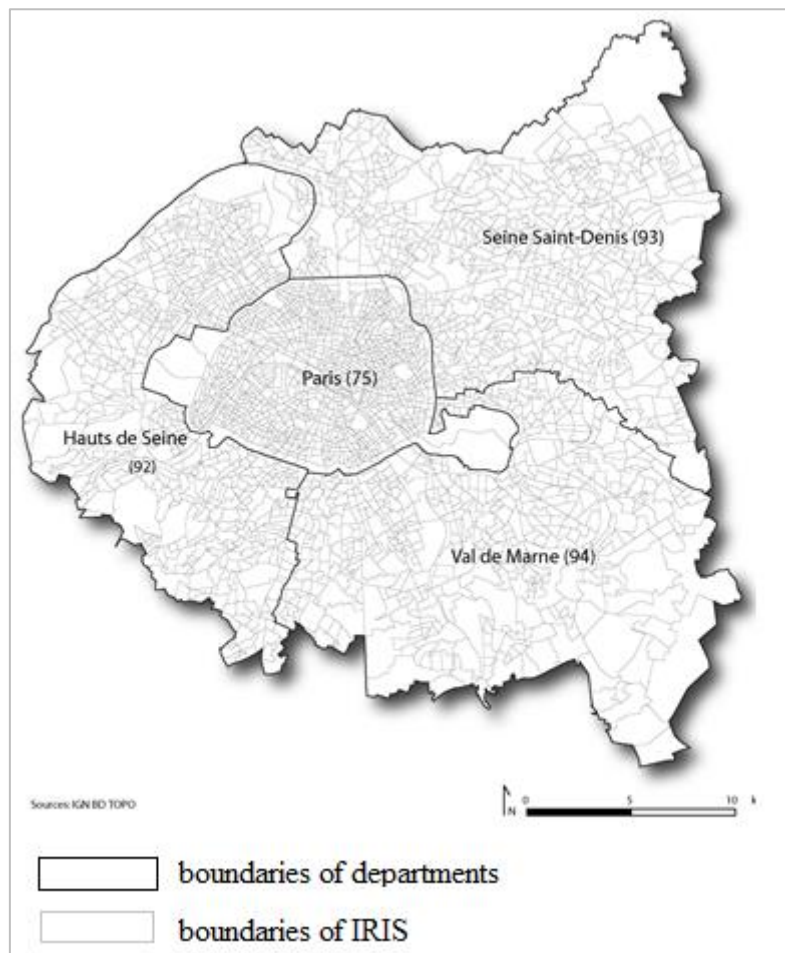 Seine Saint-Denis (93)
Paris (75)
Hauts de Seine
(92)
Val de Marne (94)
Sources: IGN BD TOPO
N
0 5 10 k
boundaries of departments
boundaries of IRIS